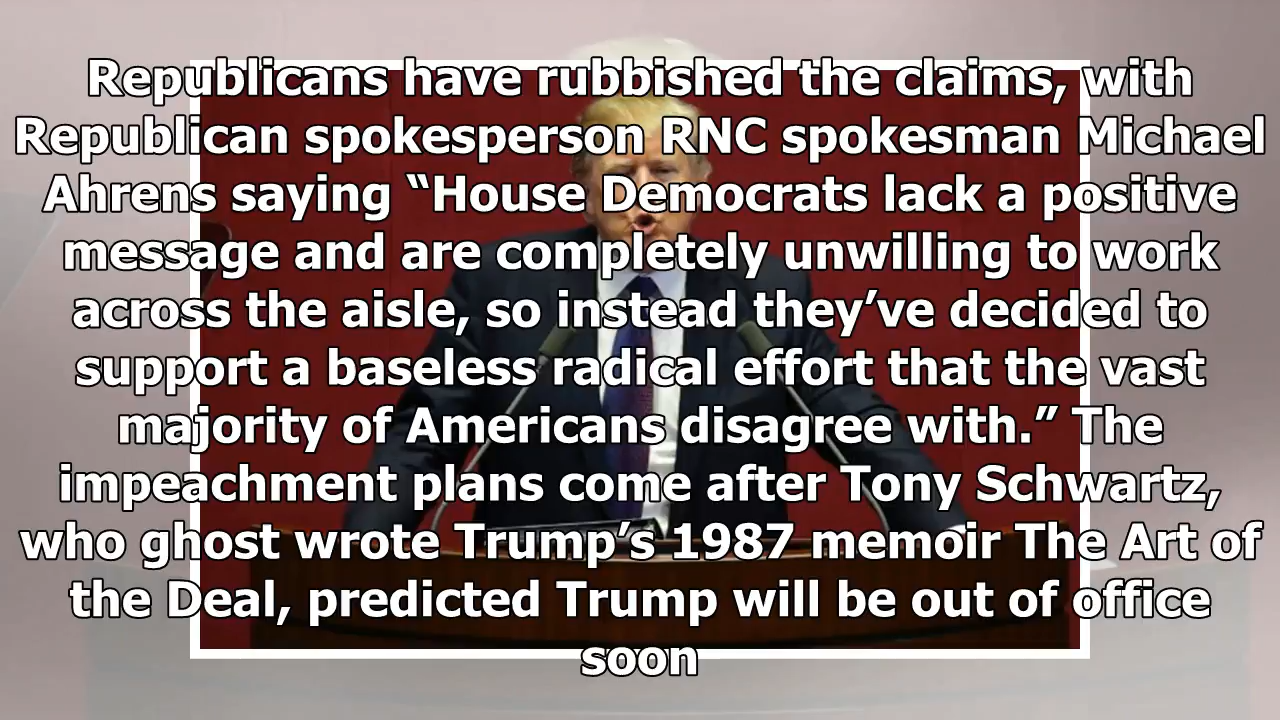 Republicans have rubbished the claims, with
Republican spokesperson RNC spokesman Michael
Ahrens saying “House Democrats lack a positive
message and are completely unwilling to work
across the aisle, so instead they’ve decided to
support a baseless radical effort that the vast
majority of Americans disagree with.” The
impeachment plans come after Tony Schwartz,
who ghost wrote Trump’s 1987 memoir The Art of
the Deal, predicted Trump will be out of office
soon